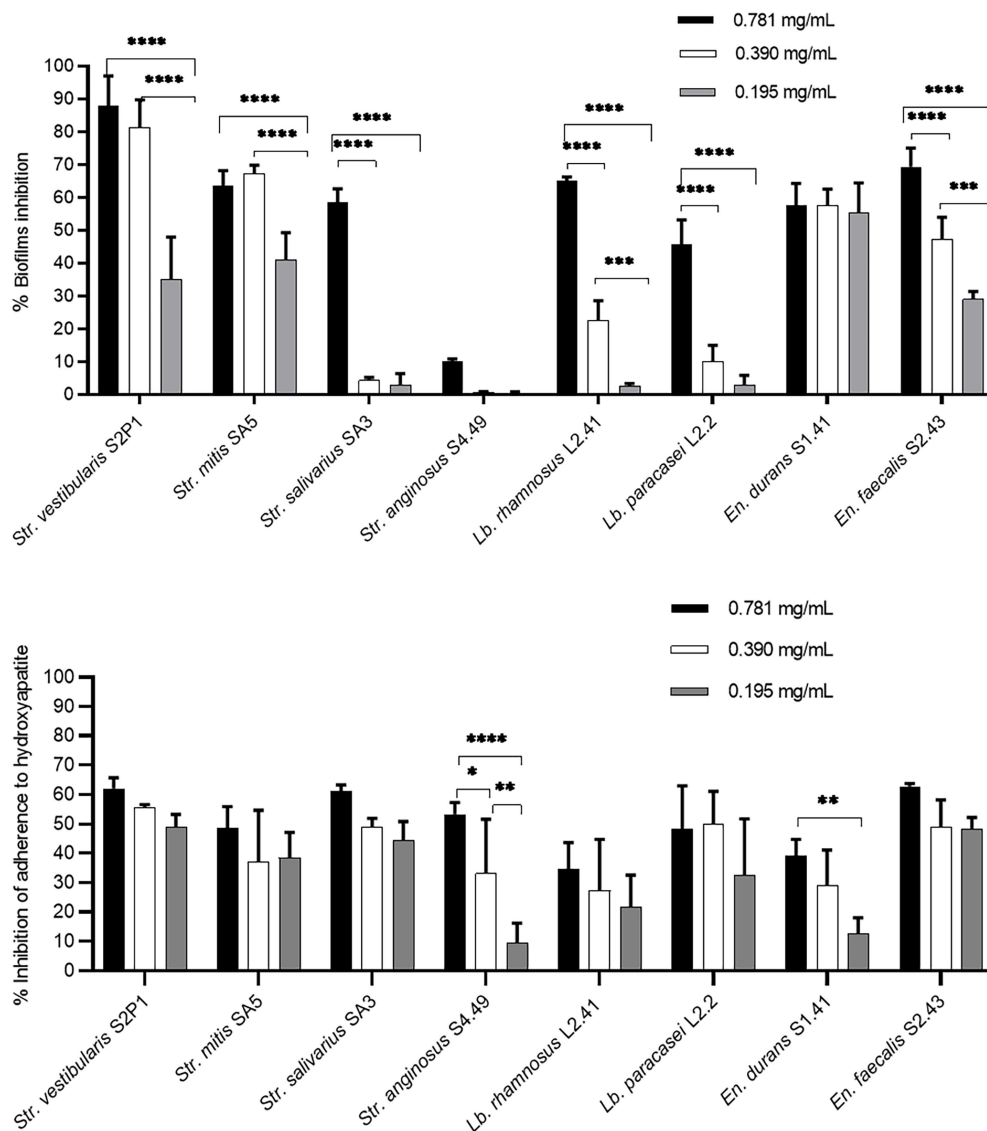 0.781 mg/mL
0.390 mg/mL
0.195 mg/mL
% Biofilms inhibition
100
90
80
70
60
50
40
30
20
10
0
**** **** **** **** **** **** **** **** *** **** **** **** **** ***
Str. vestibularis S2P1
Str. mitis SA5
Str. salivarius SA3
Str. anginosus S4.49
Lb. rhamnosus L2.41
Lb. paracasei L2.2
En. durans S1.41
En. faecalis S2.43
0.781 mg/mL
0.390 mg/mL
0.195 mg/mL
% Inhibition of adherence to hydroxyapatite
100
90
80
70
60
50
40
30
20
10
0
****
*
**
**
Str. vestibularis S2P1
Str. mitis SA5
Str. salivarius SA3
Str. anginosus S4.49
Lb. rhamnosus L2.41
Lb. paracasei L2.2
En. durans S1.41
En. faecalis S2.43